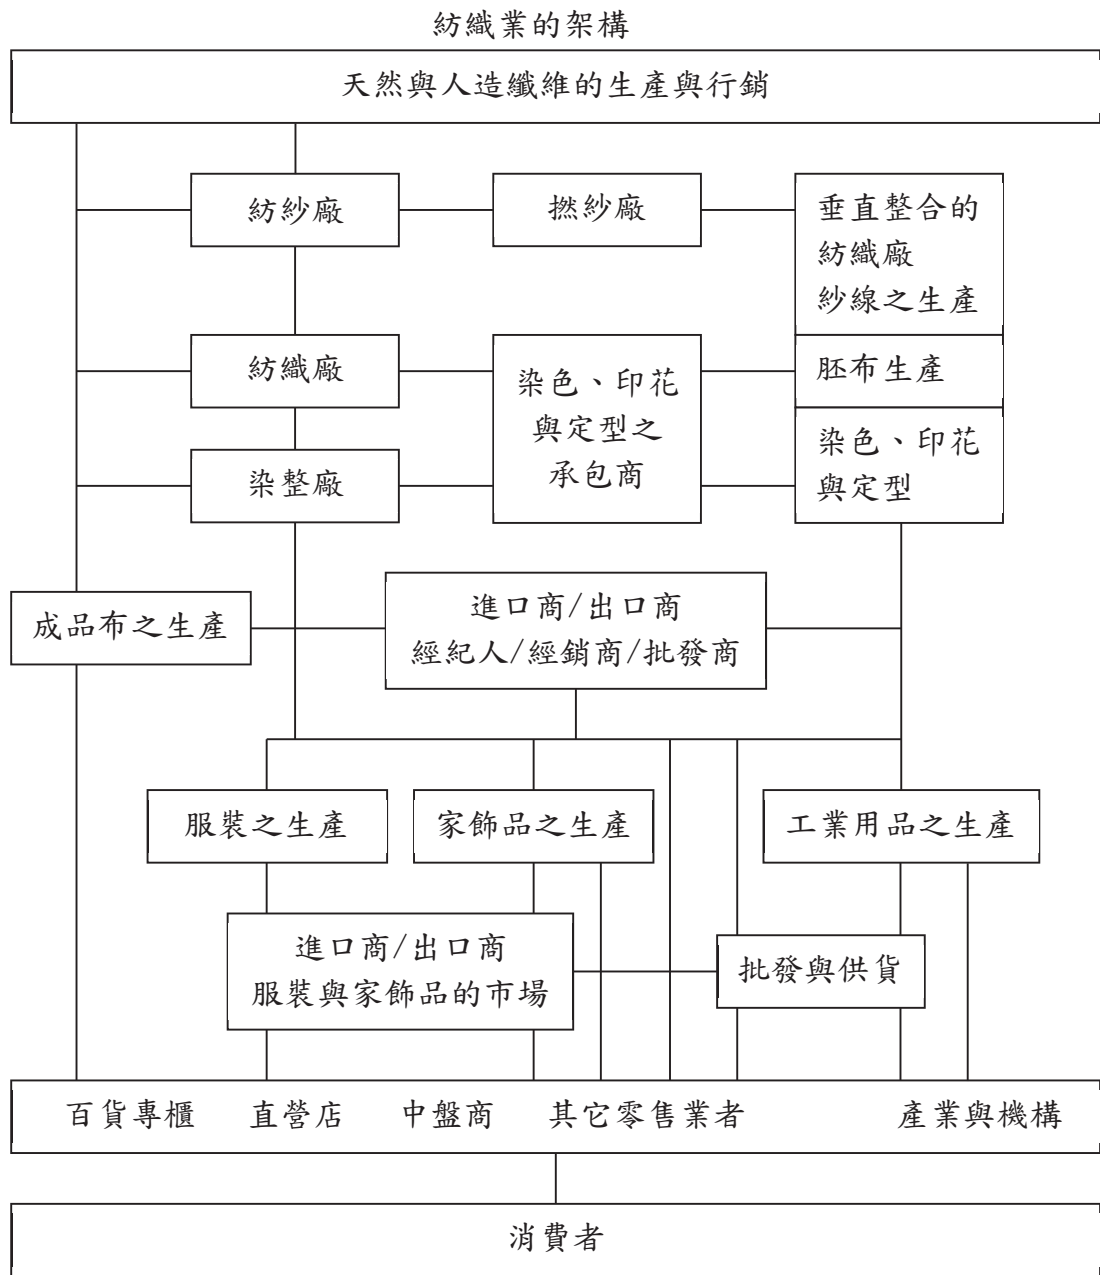 紡織業的架構
天然與人造纖維的生產與行銷
紡紗廠
撚紗廠
垂直整合的
紡織廠
紗線之生產
紡織廠
染色、印花
與定型之
承包商
胚布生產
染整廠
染色、印花
與定型
成品布之生產
進口商/出口商
經紀人/經銷商/批發商
服裝之生產
家飾品之生產
工業用品之生產
進口商/出口商
服裝與家飾品的市場
批發與供貨
百貨專櫃 直營店 中盤商 其它零售業者 產業與機構
消費者